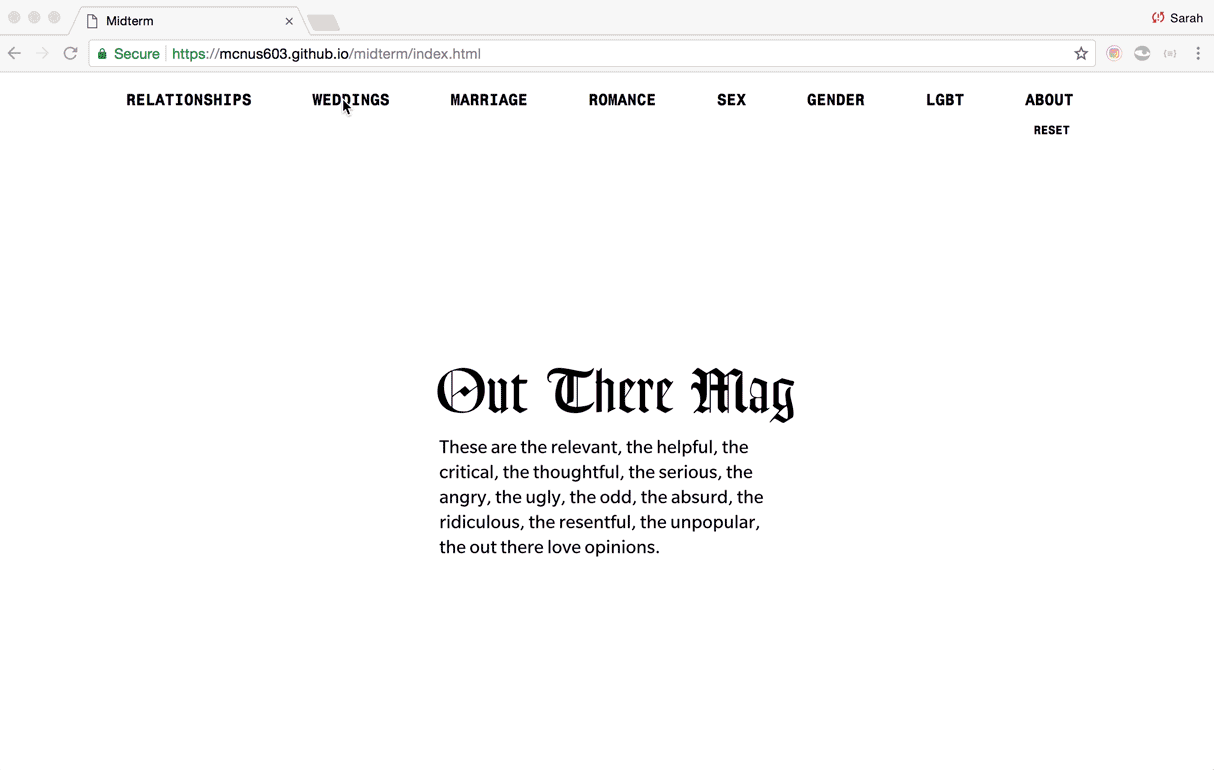 Midterm
Sarah
Secure https://mcnus603.github.io/midterm/index.html
RELATIONSHIPS WEDDINGS MARRIAGE ROMANCE SEX GENDER LGBT ABOUT
RESET
Out There Mag
These are the relevant, the helpful, the
critical, the thoughtful, the serious, the
angry, the ugly, the odd, the absurd, the
ridiculous, the resentful, the unpopular,
the out there love opinions.